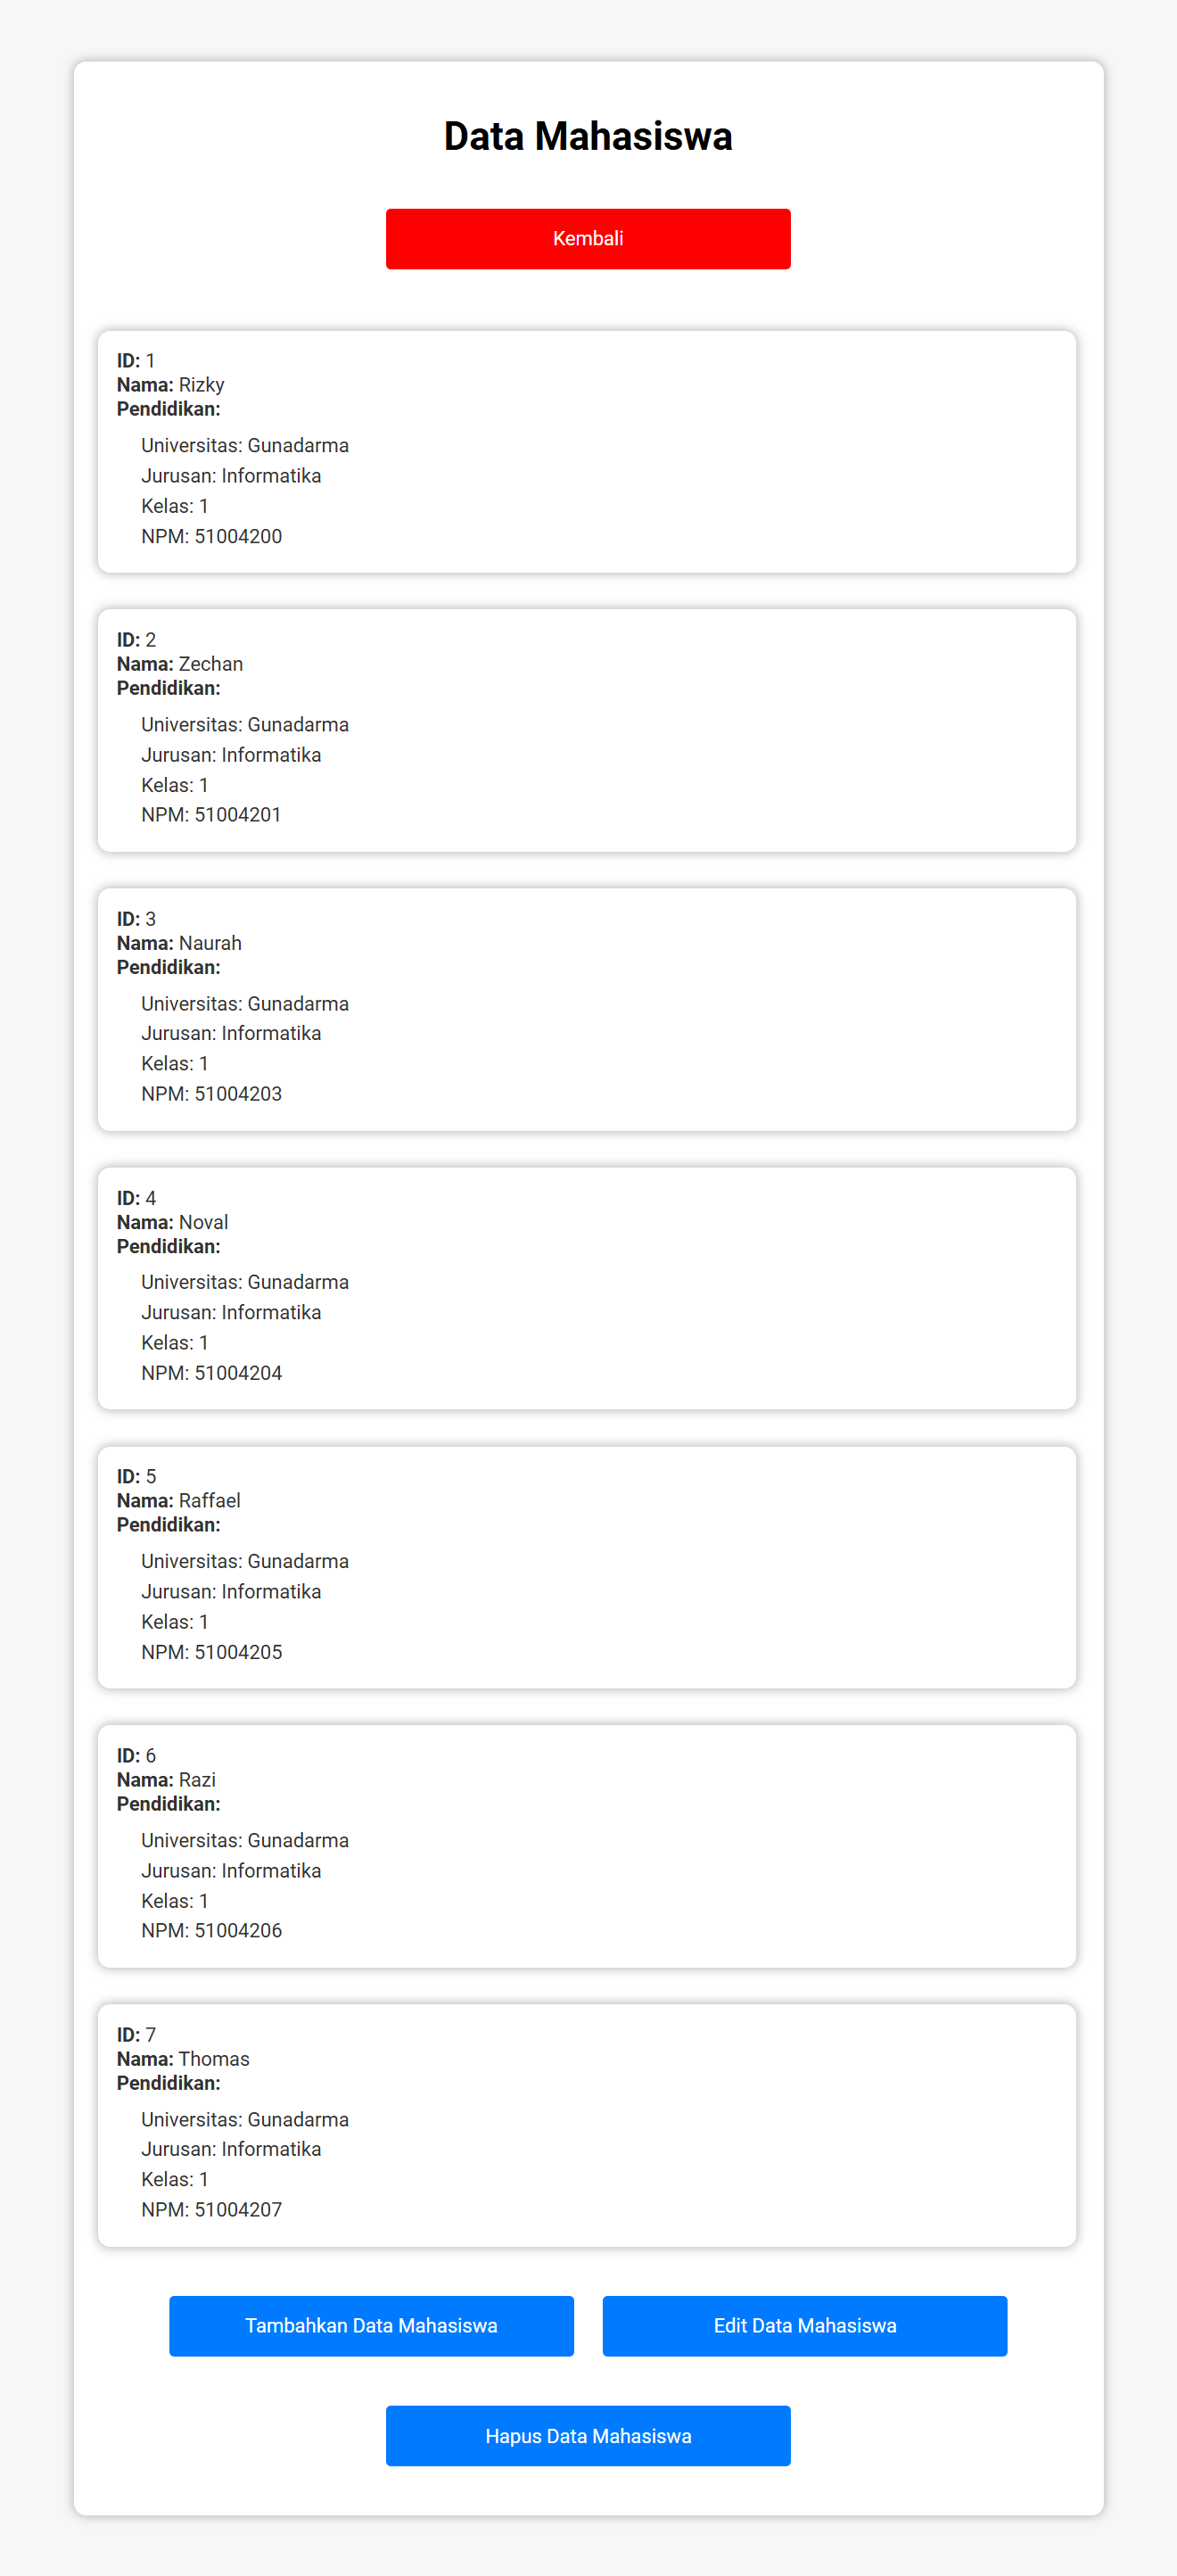 Data Mahasiswa
Kembali
ID: 1
Nama: Rizky
Pendidikan:
Universitas: Gunadarma
Jurusan: Informatika
Kelas: 1
NPM: 51004200
ID: 2
Nama: Zechan
Pendidikan:
Universitas: Gunadarma
Jurusan: Informatika
Kelas: 1
NPM: 51004201
ID: 3
Nama: Naurah
Pendidikan:
Universitas: Gunadarma
Jurusan: Informatika
Kelas: 1
NPM: 51004203
ID: 4
Nama: Noval
Pendidikan:
Universitas: Gunadarma
Jurusan: Informatika
Kelas: 1
NPM: 51004204
ID: 5
Nama: Raffael
Pendidikan:
Universitas: Gunadarma
Jurusan: Informatika
Kelas: 1
NPM: 51004205
ID: 6
Nama: Razi
Pendidikan:
Universitas: Gunadarma
Jurusan: Informatika
Kelas: 1
NPM: 51004206
ID: 7
Nama: Thomas
Pendidikan:
Universitas: Gunadarma
Jurusan: Informatika
Kelas: 1
NPM: 51004207
Tambahkan Data Mahasiswa
Edit Data Mahasiswa
Hapus Data Mahasiswa